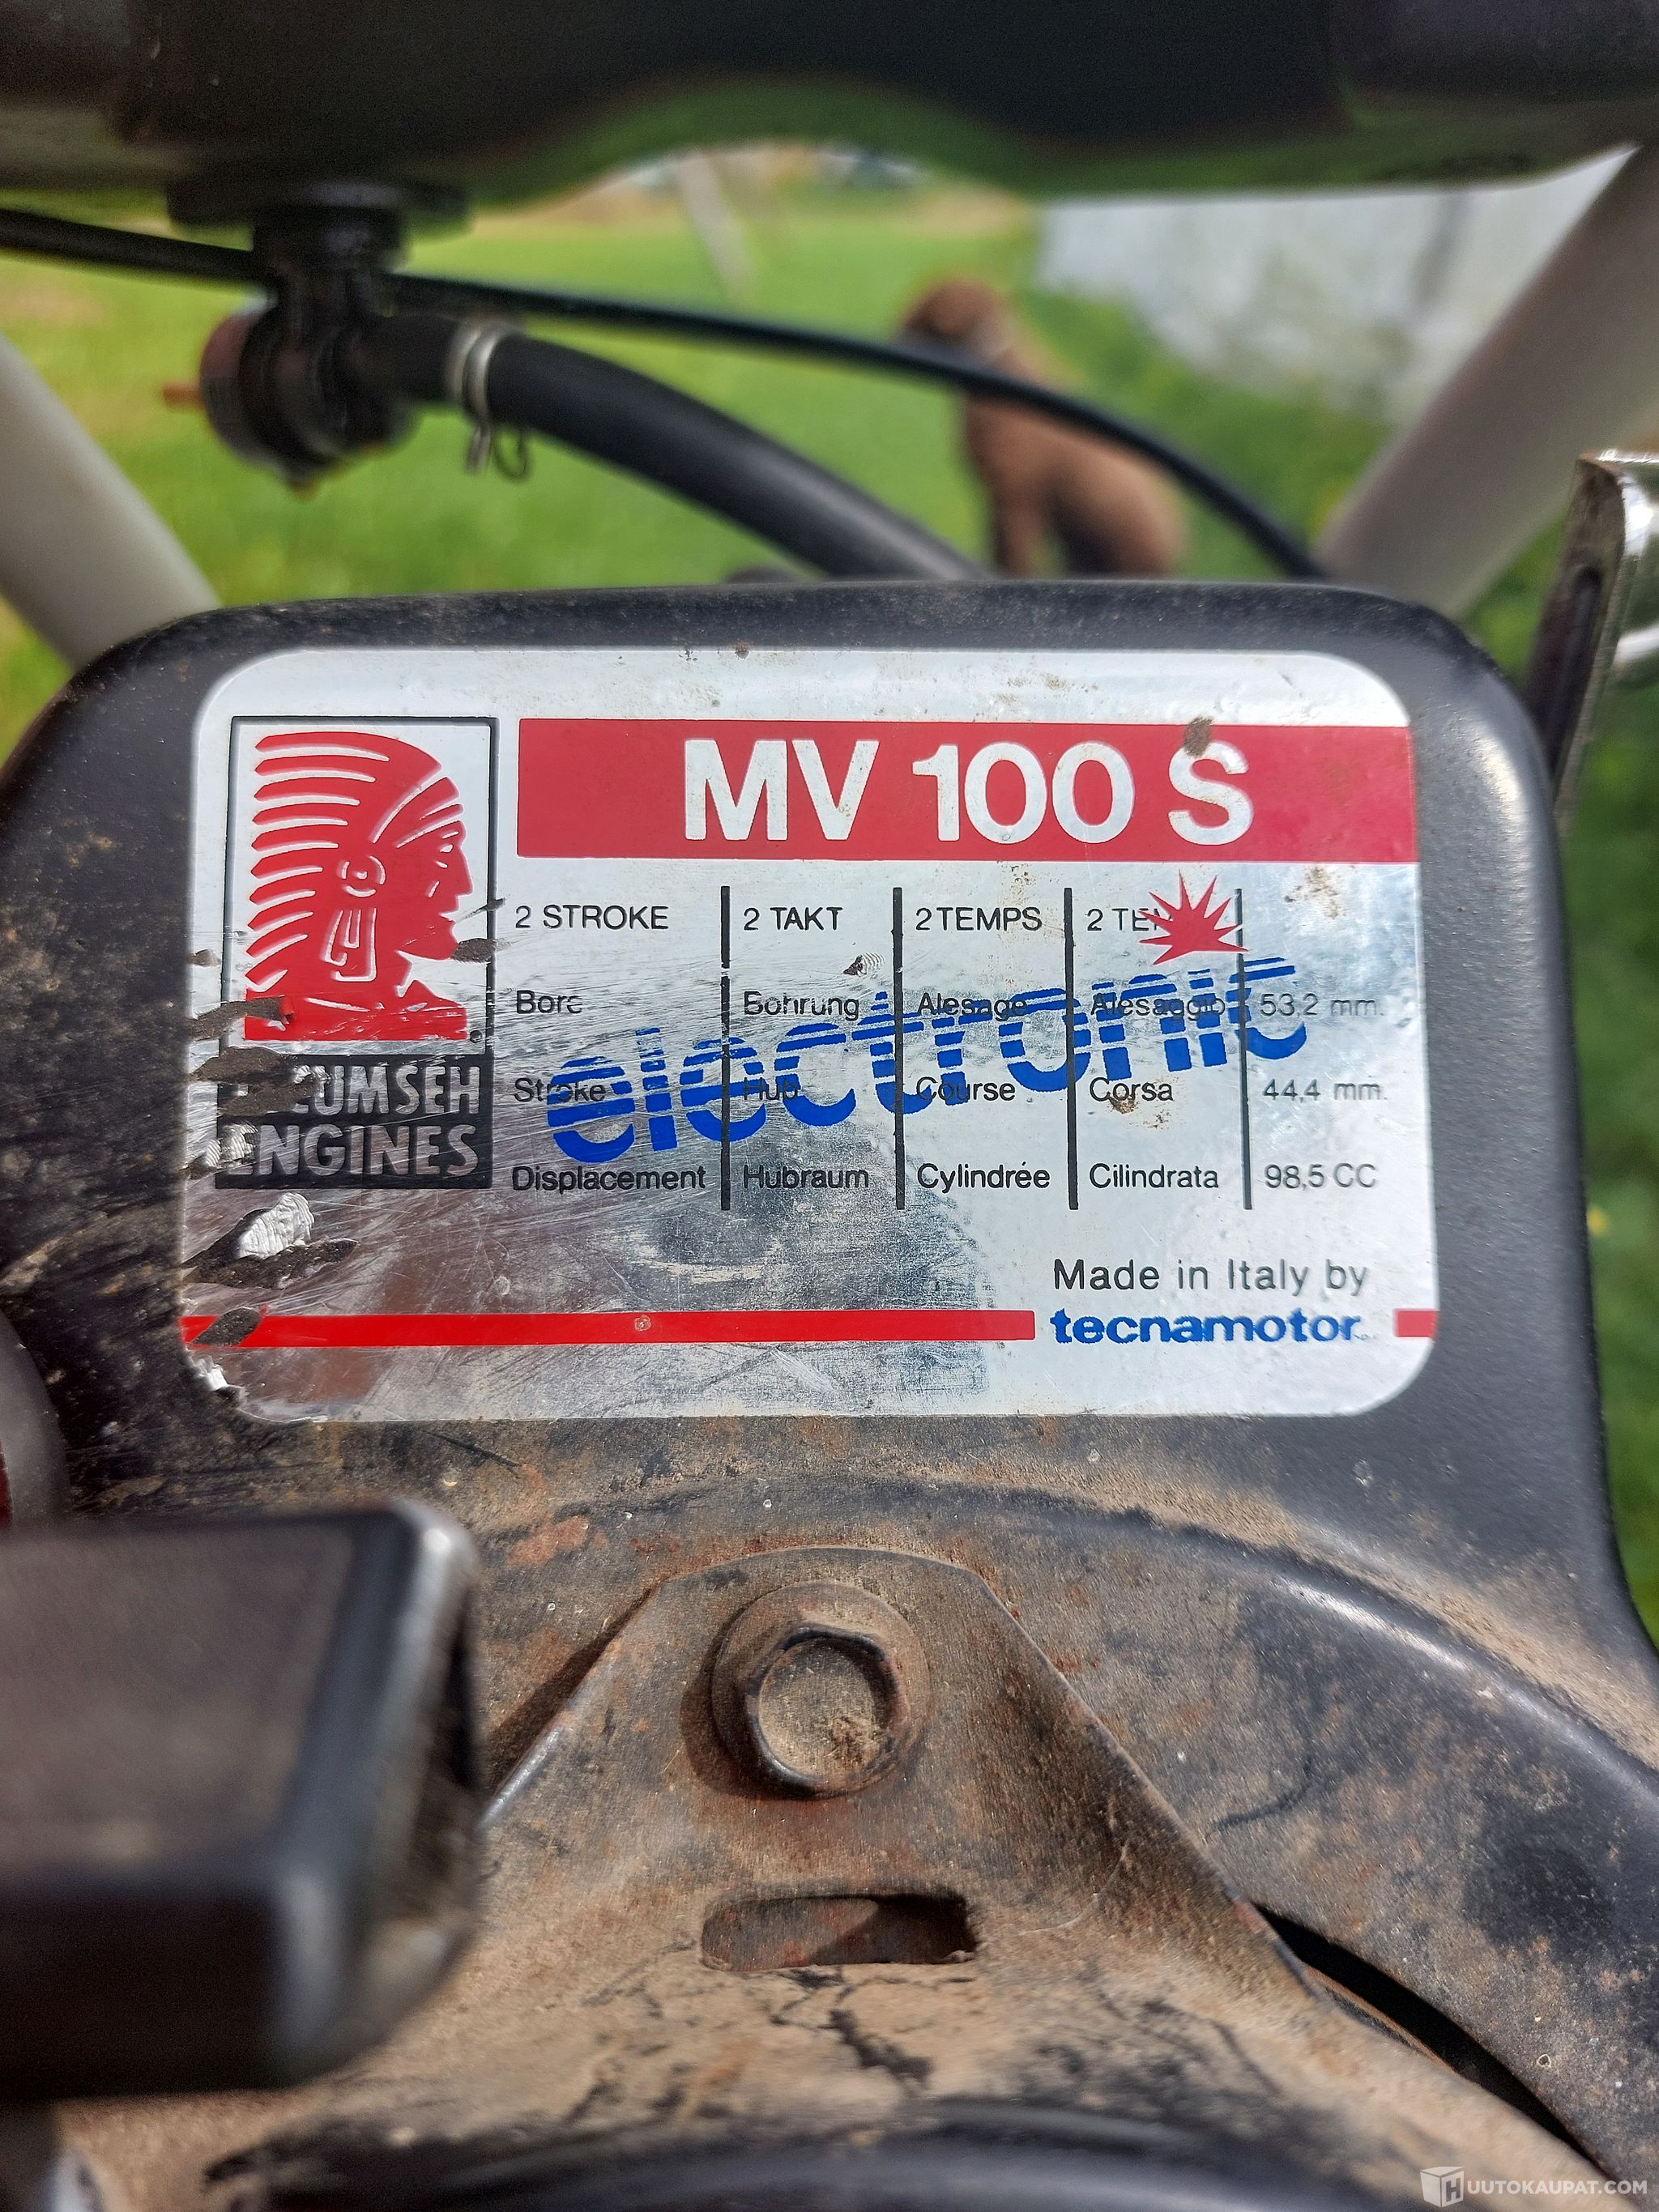 MV 100 S
2 STROKE 2 TAKT 2 TEMPS
Bore Bohrung Alesage Alesaggio 53,2 mm.
electronic
Stroke Hub Course Corsa 44,4 mm.
Displacement Hubraum Cylindrée Cilindrata 98,5 CC
TECUMSEH
ENGINES
Made in Italy by
tecnamotor
HUUTOKAUPAT.COM